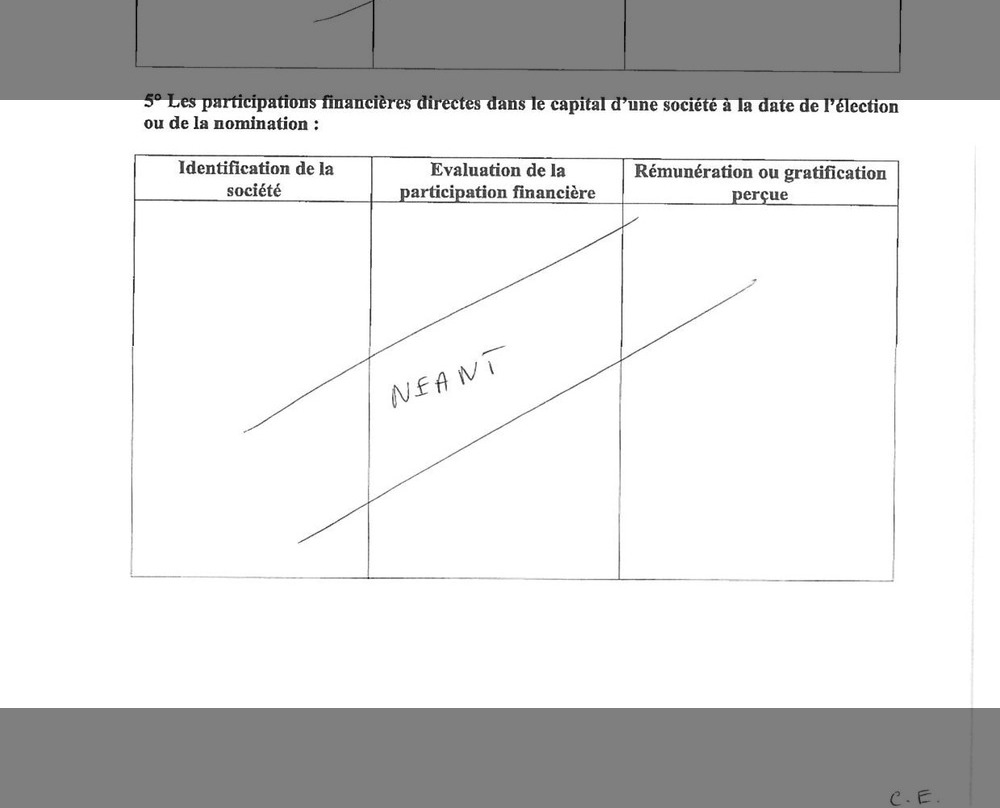 5° Les participations financières directes dans le capital d'une société à la date de l'élection
ou de la nomination :
Identification de la
société
Evaluation de la
participation financière
Rémunération ou gratification
perçue
NEANT
C.E.